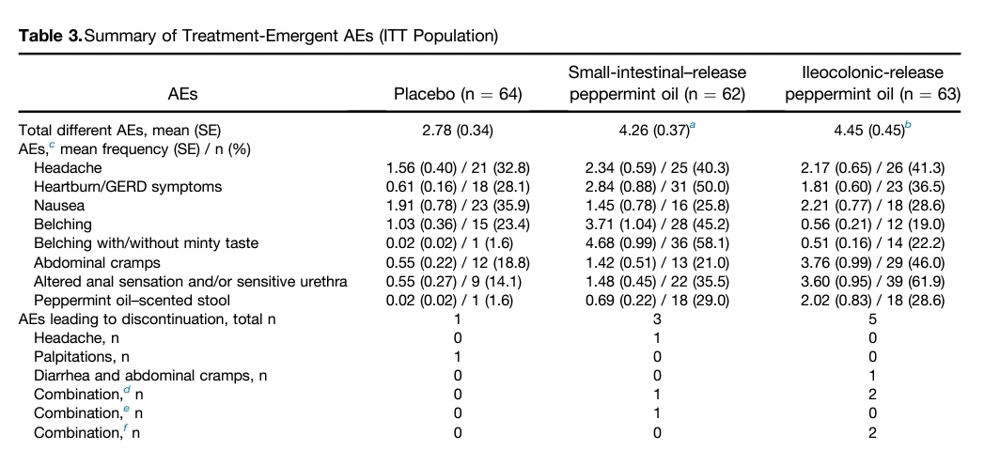 Table 3. Summary of Treatment-Emergent AEs (ITT Population)
AEs Placebo (n = 64) Small-intestinal–release peppermint oil (n = 62) Ileocolonic-release peppermint oil (n = 63)
Total different AEs, mean (SE) 2.78 (0.34) 4.26 (0.37)a 4.45 (0.45)b
AEs,c mean frequency (SE) / n (%)
Headache 1.56 (0.40) / 21 (32.8) 2.34 (0.59) / 25 (40.3) 2.17 (0.65) / 26 (41.3)
Heartburn/GERD symptoms 0.61 (0.16) / 18 (28.1) 2.84 (0.88) / 31 (50.0) 1.81 (0.60) / 23 (36.5)
Nausea 1.91 (0.78) / 23 (35.9) 1.45 (0.78) / 16 (25.8) 2.21 (0.77) / 18 (28.6)
Belching 1.03 (0.36) / 15 (23.4) 3.71 (1.04) / 28 (45.2) 0.56 (0.21) / 12 (19.0)
Belching with/without minty taste 0.02 (0.02) / 1 (1.6) 4.68 (0.99) / 36 (58.1) 0.51 (0.16) / 14 (22.2)
Abdominal cramps 0.55 (0.22) / 12 (18.8) 1.42 (0.51) / 13 (21.0) 3.76 (0.99) / 29 (46.0)
Altered anal sensation and/or sensitive urethra 0.55 (0.27) / 9 (14.1) 1.48 (0.45) / 22 (35.5) 3.60 (0.95) / 39 (61.9)
Peppermint oil–scented stool 0.02 (0.02) / 1 (1.6) 0.69 (0.22) / 18 (29.0) 2.02 (0.83) / 18 (28.6)
AEs leading to discontinuation, total n 1 3 5
Headache, n 0 1 0
Palpitations, n 1 0 0
Diarrhea and abdominal cramps, n 0 0 1
Combination,d n 0 1 2
Combination,e n 0 1 0
Combination,f n 0 0 2